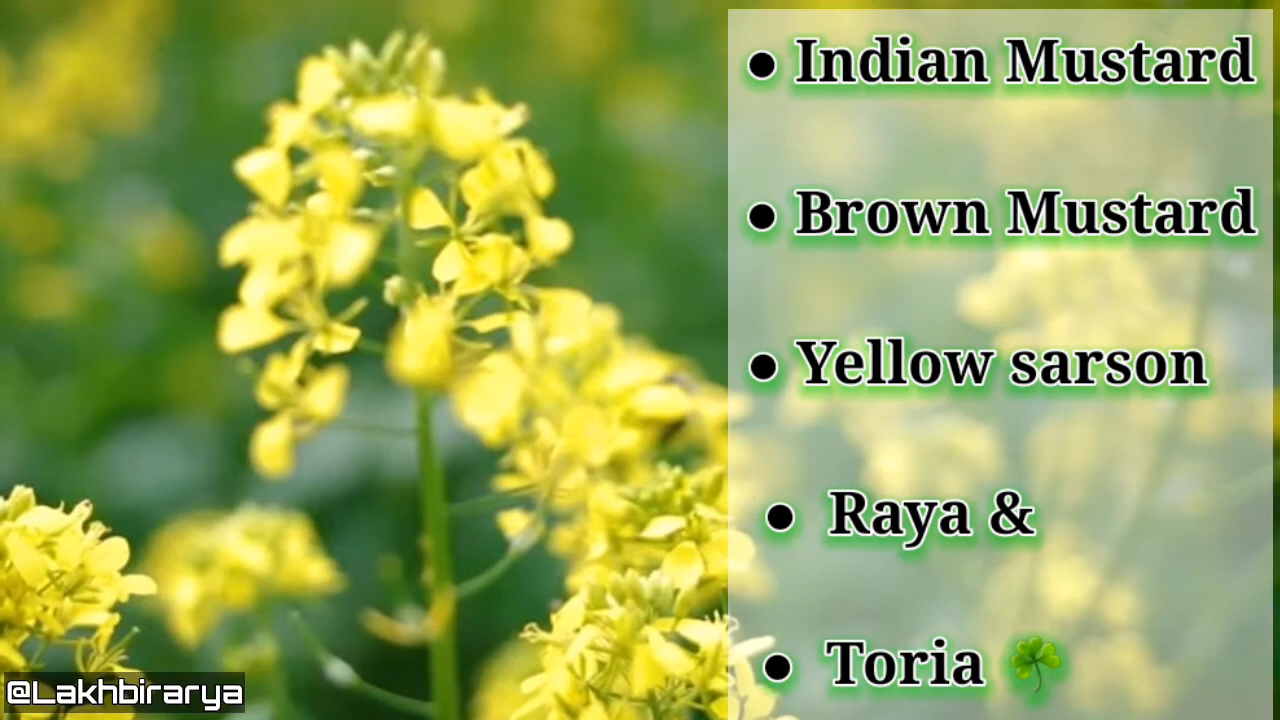 • Indian Mustard
• Brown Mustard
• Yellow sarson
• Raya &
• Toria ☘
@Lakhbirarya